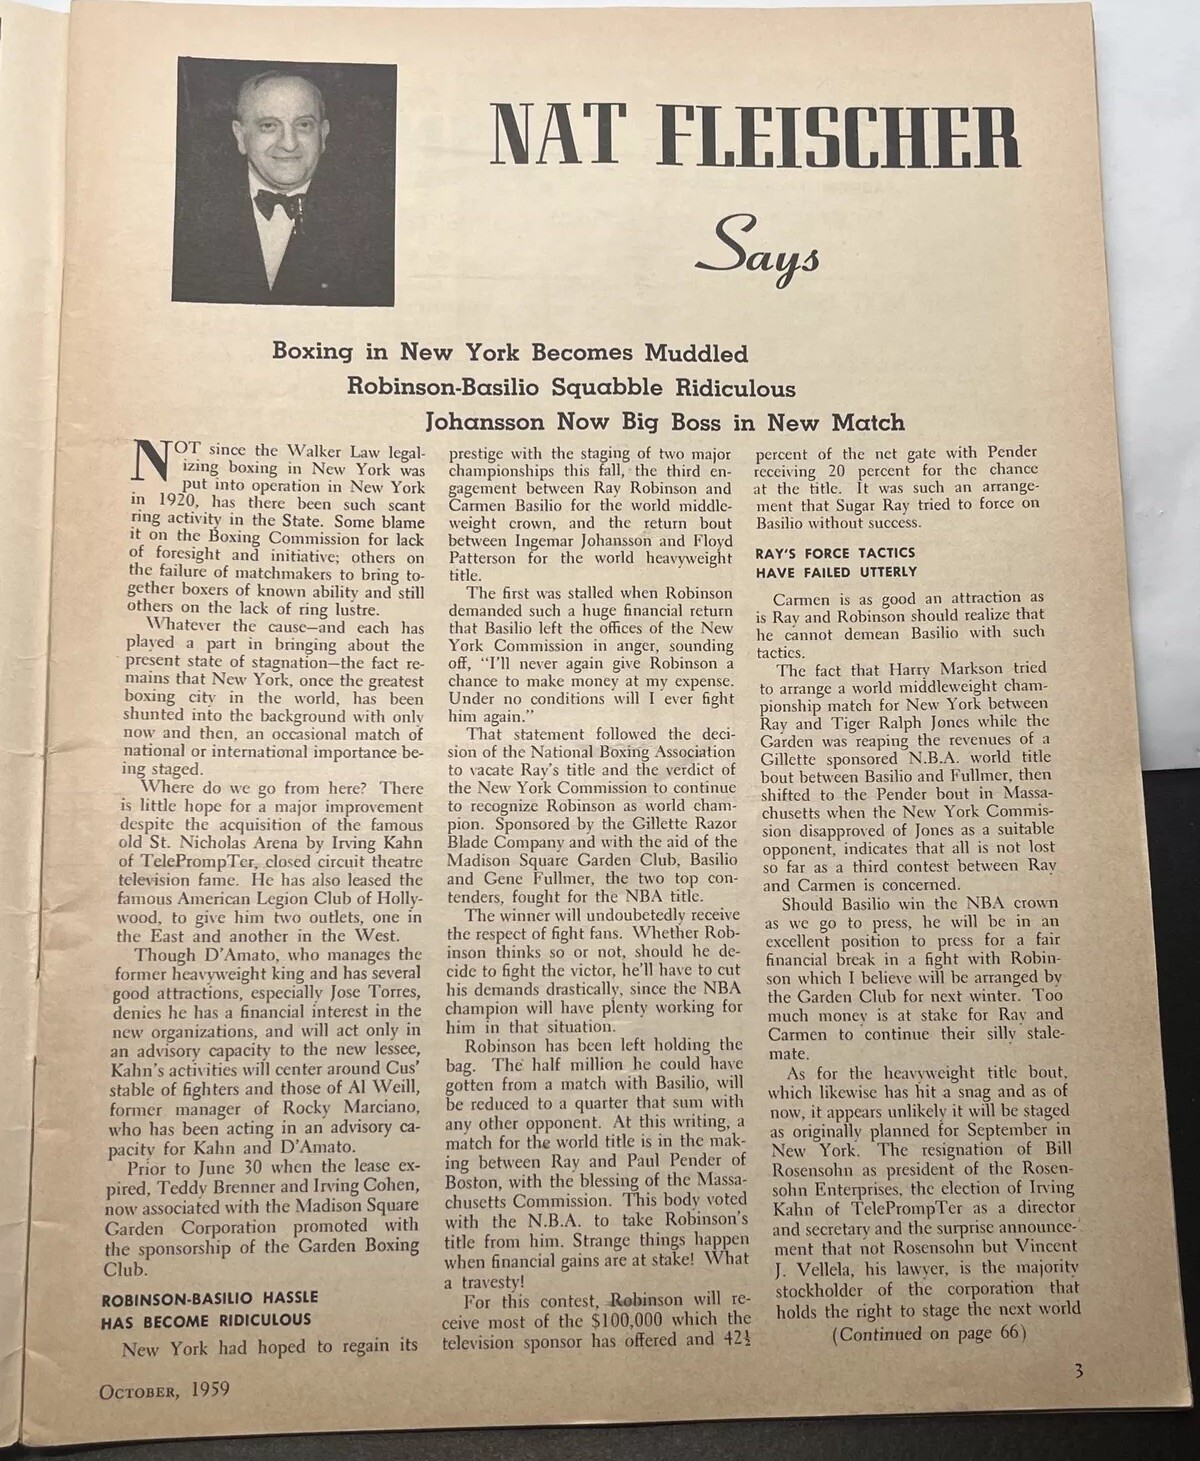 NAT FLEISCHER
Says
Boxing in New York Becomes Muddled
Robinson-Basilio Squabble Ridiculous
Johansson Now Big Boss in New Match
NOT since the Walker Law legal-
izing boxing in New York was
put into operation in New York
in 1920, has there been such scant
ring activity in the State. Some blame
it on the Boxing Commission for lack
of foresight and initiative; others on
the failure of matchmakers to bring to-
gether boxers of known ability and still
others on the lack of ring lustre.
Whatever the cause—and each has
played a part in bringing about the
present state of stagnation—the fact re-
mains that New York, once the greatest
boxing city in the world, has been
shunted into the background with only
now and then, an occasional match of
national or international importance be-
ing staged.
Where do we go from here? There
is little hope for a major improvement
despite the acquisition of the famous
old St. Nicholas Arena by Irving Kahn
of TelePrompTer, closed circuit theatre
television fame. He has also leased the
famous American Legion Club of Holly-
wood, to give him two outlets, one in
the East and another in the West.
Though D'Amato, who manages the
former heavyweight king and has several
good attractions, especially Jose Torres,
denies he has a financial interest in the
new organizations, and will act only in
an advisory capacity to the new lessee,
Kahn's activities will center around Cus'
stable of fighters and those of Al Weill,
former manager of Rocky Marciano,
who has been acting in an advisory ca-
pacity for Kahn and D'Amato.
Prior to June 30 when the lease ex-
pired, Teddy Brenner and Irving Cohen,
now associated with the Madison Square
Garden Corporation promoted with
the sponsorship of the Garden Boxing
Club.
ROBINSON-BASILIO HASSLE
HAS BECOME RIDICULOUS
New York had hoped to regain its
prestige with the staging of two major
championships this fall, the third en-
gagement between Ray Robinson and
Carmen Basilio for the world middle-
weight crown, and the return bout
between Ingemar Johansson and Floyd
Patterson for the world heavyweight
title.
The first was stalled when Robinson
demanded such a huge financial return
that Basilio left the offices of the New
York Commission in anger, sounding
off, "I'll never again give Robinson a
chance to make money at my expense.
Under no conditions will I ever fight
him again."
That statement followed the deci-
sion of the National Boxing Association
to vacate Ray's title and the verdict of
the New York Commission to continue
to recognize Robinson as world cham-
pion. Sponsored by the Gillette Razor
Blade Company and with the aid of the
Madison Square Garden Club, Basilio
and Gene Fullmer, the two top con-
tenders, fought for the NBA title.
The winner will undoubetedly receive
the respect of fight fans. Whether Rob-
inson thinks so or not, should he de-
cide to fight the victor, he'll have to cut
his demands drastically, since the NBA
champion will have plenty working for
him in that situation.
Robinson has been left holding the
bag. The half million he could have
gotten from a match with Basilio, will
be reduced to a quarter that sum with
any other opponent. At this writing, a
match for the world title is in the mak-
ing between Ray and Paul Pender of
Boston, with the blessing of the Massa-
chusetts Commission. This body voted
with the N.B.A. to take Robinson's
title from him. Strange things happen
when financial gains are at stake! What
a travesty!
For this contest, Robinson will re-
ceive most of the $100,000 which the
television sponsor has offered and 42½
percent of the net gate with Pender
receiving 20 percent for the chance
at the title. It was such an arrange-
ment that Sugar Ray tried to force on
Basilio without success.
RAY'S FORCE TACTICS
HAVE FAILED UTTERLY
Carmen is as good an attraction as
is Ray and Robinson should realize that
he cannot demean Basilio with such
tactics.
The fact that Harry Markson tried
to arrange a world middleweight cham-
pionship match for New York between
Ray and Tiger Ralph Jones while the
Garden was reaping the revenues of a
Gillette sponsored N.B.A. world title
bout between Basilio and Fullmer, then
shifted to the Pender bout in Massa-
chusetts when the New York Commis-
sion disapproved of Jones as a suitable
opponent, indicates that all is not lost
so far as a third contest between Ray
and Carmen is concerned.
Should Basilio win the NBA crown
as we go to press, he will be in an
excellent position to press for a fair
financial break in a fight with Robin-
son which I believe will be arranged by
the Garden Club for next winter. Too
much money is at stake for Ray and
Carmen to continue their silly stale-
mate.
As for the heavyweight title bout,
which likewise has hit a snag and as of
now, it appears unlikely it will be staged
as originally planned for September in
New York. The resignation of Bill
Rosensohn as president of the Rosen-
sohn Enterprises, the election of Irving
Kahn of TelePrompTer as a director
and secretary and the surprise announce-
ment that not Rosensohn but Vincent
J. Vellela, his lawyer, is the majority
stockholder of the corporation that
holds the right to stage the next world
(Continued on page 66)
OCTOBER, 1959
3